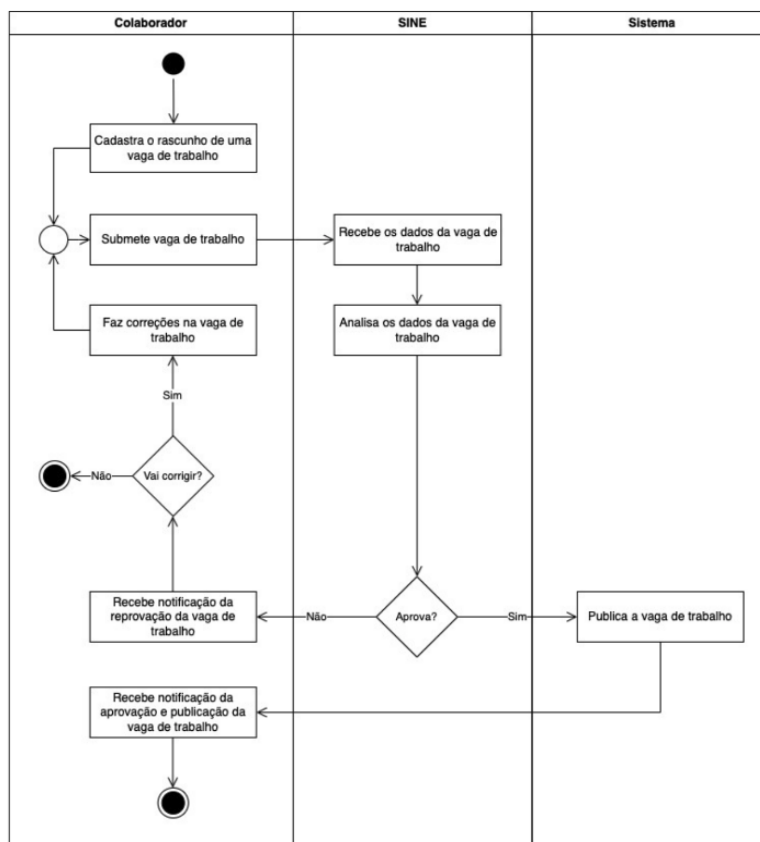 Colaborador
SINE
Sistema
Cadastra o rascunho de uma
vaga de trabalho
Submete vaga de trabalho
Recebe os dados da vaga de
trabalho
Faz correções na vaga de
trabalho
Analisa os dados da vaga de
trabalho
Sim
Não
Vai corrigir?
Recebe notificação da
reprovação da vaga de
trabalho
Não
Aprova?
Sim
Publica a vaga de trabalho
Recebe notificação da
aprovação e publicação da
vaga de trabalho